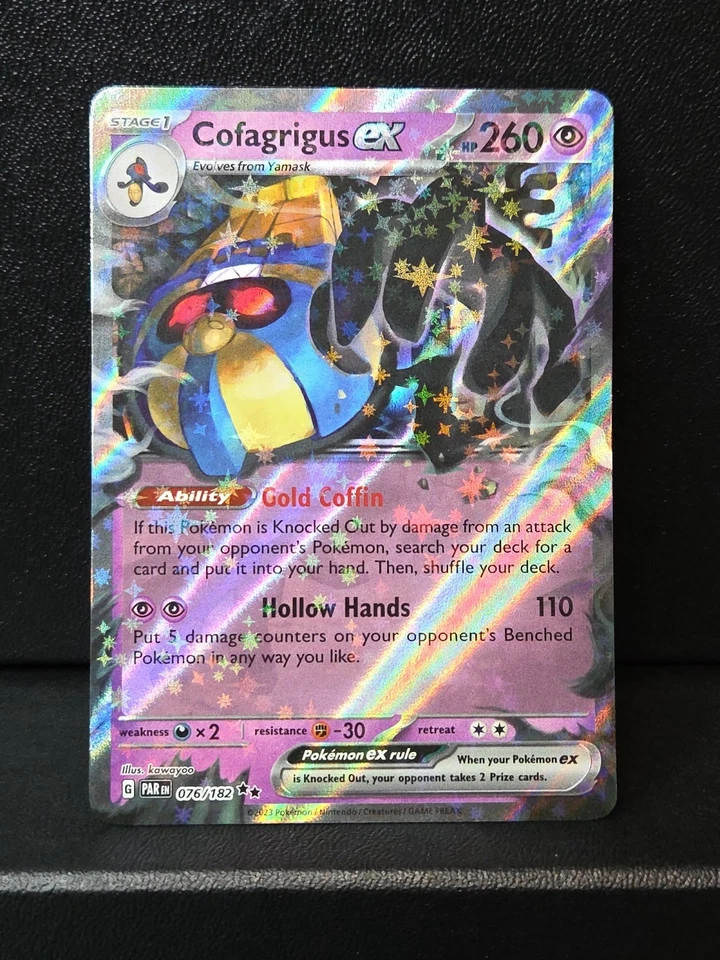 STAGE1 Cofagrigus ex HP 260
Evolves from Yamask
Ability Gold Coffin
If this Pokémon is Knocked Out by damage from an attack
from your opponent's Pokémon, search your deck for a
card and put it into your hand. Then, shuffle your deck.
Hollow Hands 110
Put 5 damage counters on your opponent's Benched
Pokémon in any way you like.
weakness ×2 resistance -30 retreat
Pokémon ex rule When your Pokémon ex
is Knocked Out, your opponent takes 2 Prize cards.
Illus. kawayoo
G PAR EN 076/182
©2023 Pokémon / Nintendo / Creatures / GAME FREAK